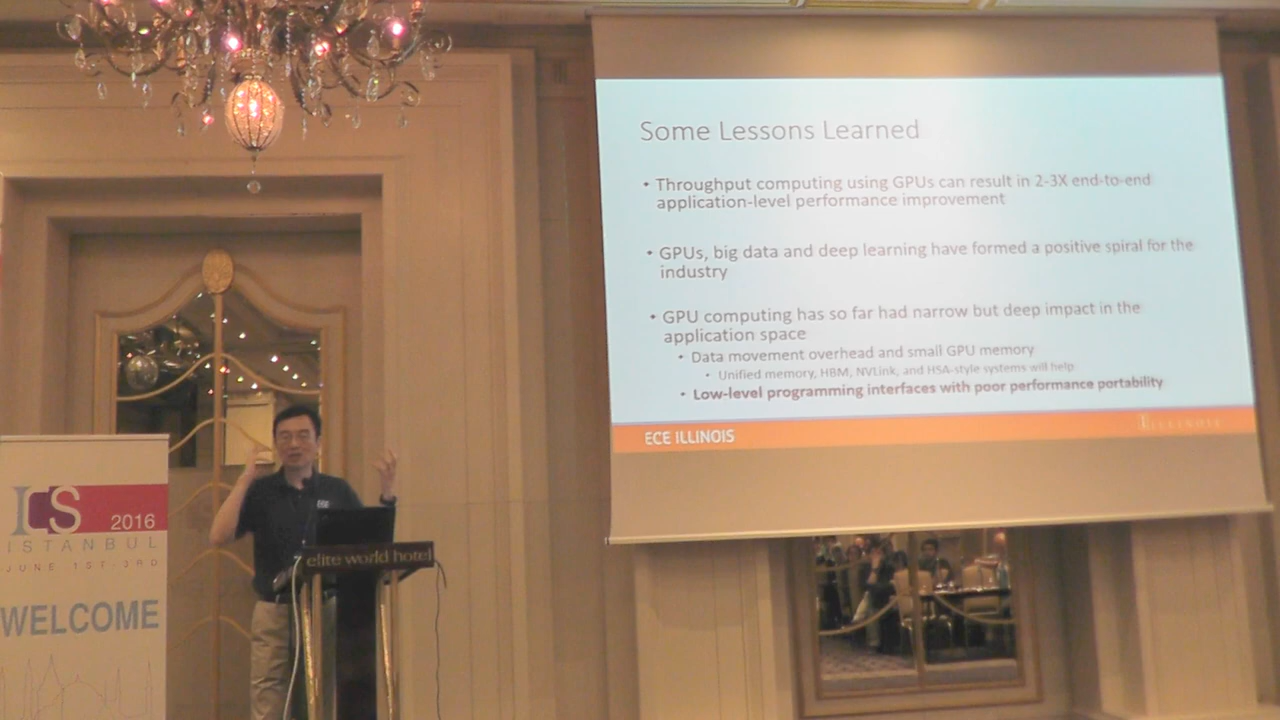 Some Lessons Learned
• Throughput computing using GPUs can result in 2-3X end-to-end
application-level performance improvement
• GPUs, big data and deep learning have formed a positive spiral for the
industry
• GPU computing has so far had narrow but deep impact in the
application space
• Data movement overhead and small GPU memory
• Unified memory, HBM, NVLink, and HSA-style systems will help
• Low-level programming interfaces with poor performance portability
ECE ILLINOIS
ILLINOIS
ICS
2016
ISTANBUL
JUNE 1ST-3RD
WELCOME
elite world hotel